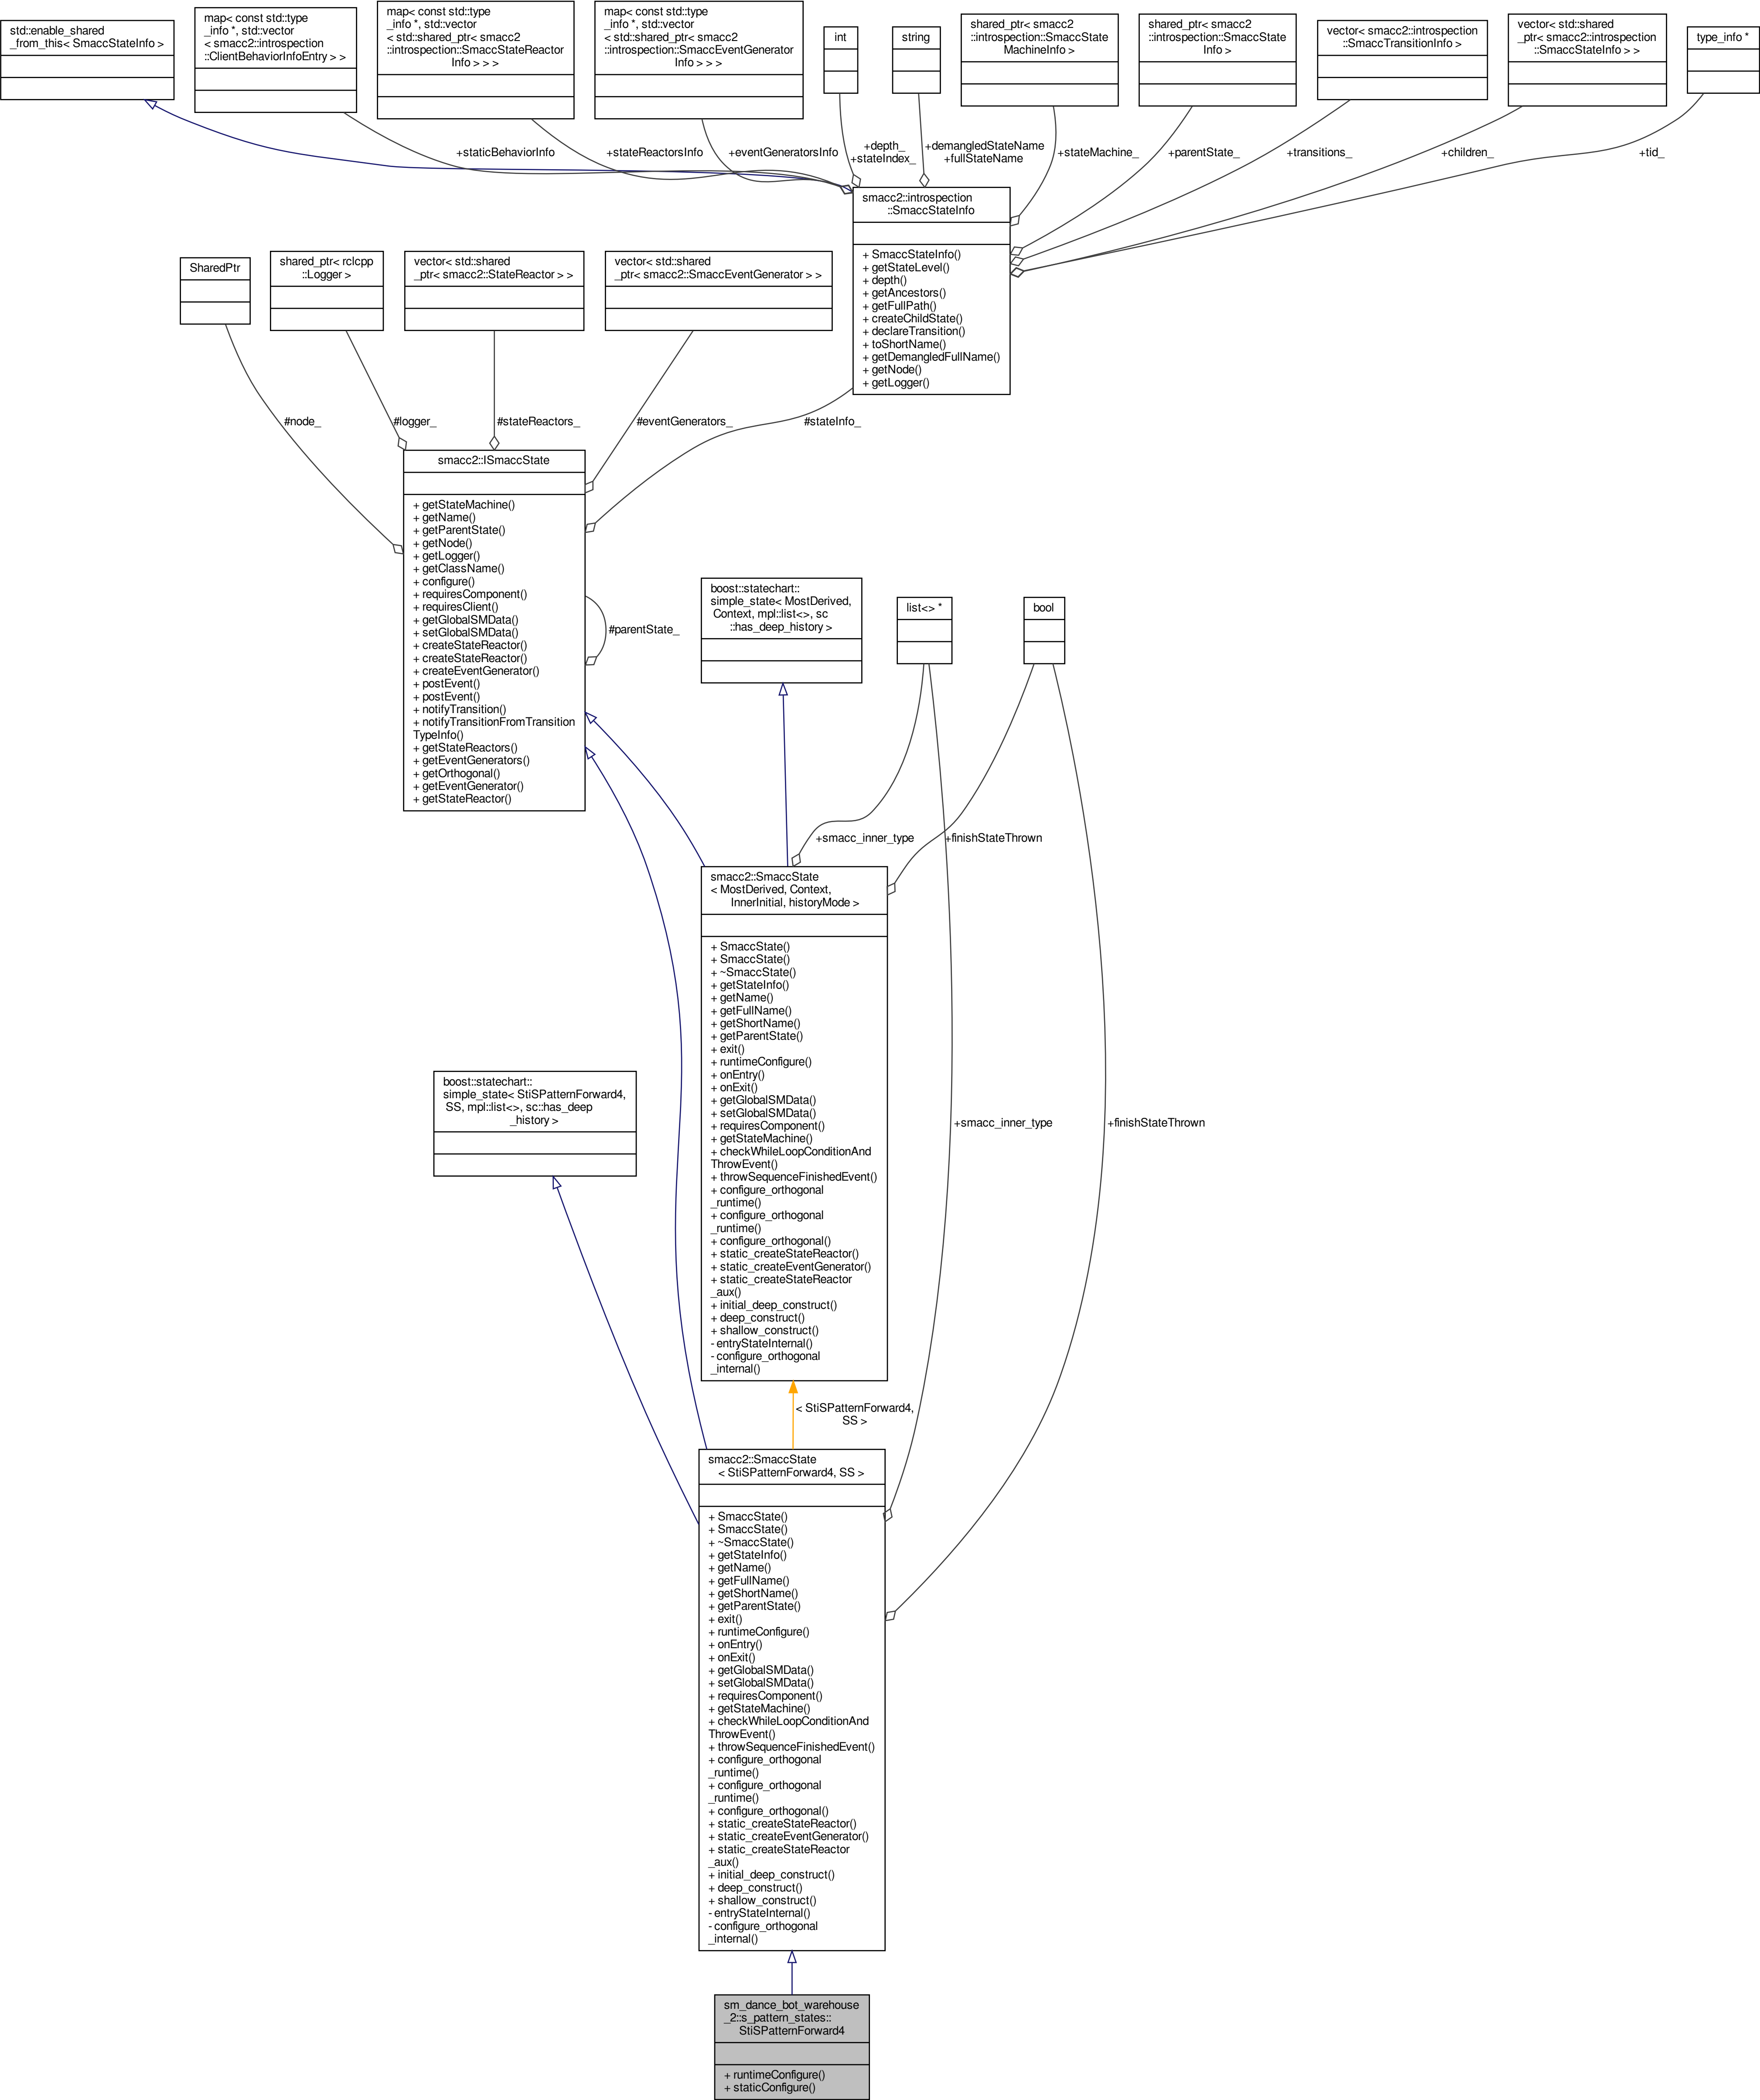 std::enable_shared
_from_this< SmaccStateInfo >
map< const std::type
_info *, std::vector
< smacc2::introspection
::ClientBehaviorInfoEntry > >
map< const std::type
_info *, std::vector
< std::shared_ptr< smacc2
::introspection::SmaccStateReactor
Info > > >
map< const std::type
_info *, std::vector
< std::shared_ptr< smacc2
::introspection::SmaccEventGenerator
Info > > >
int
string
shared_ptr< smacc2
::introspection::SmaccState
MachineInfo >
shared_ptr< smacc2
::introspection::SmaccState
Info >
vector< smacc2::introspection
::SmaccTransitionInfo >
vector< std::shared
_ptr< smacc2::introspection
::SmaccStateInfo > >
type_info *
+staticBehaviorInfo
+stateReactorsInfo
+eventGeneratorsInfo
+depth_
+stateIndex_
+demangledStateName
+fullStateName
+stateMachine_
+parentState_
+transitions_
+children_
+tid_
smacc2::introspection
::SmaccStateInfo
+ SmaccStateInfo()
+ getStateLevel()
+ depth()
+ getAncestors()
+ getFullPath()
+ createChildState()
+ declareTransition()
+ toShortName()
+ getDemangledFullName()
+ getNode()
+ getLogger()
SharedPtr
shared_ptr< rclcpp
::Logger >
vector< std::shared
_ptr< smacc2::StateReactor > >
vector< std::shared
_ptr< smacc2::SmaccEventGenerator > >
#node_
#logger_
#stateReactors_
#eventGenerators_
#stateInfo_
smacc2::ISmaccState
+ getStateMachine()
+ getName()
+ getParentState()
+ getNode()
+ getLogger()
+ getClassName()
+ configure()
+ requiresComponent()
+ requiresClient()
+ getGlobalSMData()
+ setGlobalSMData()
+ createStateReactor()
+ createStateReactor()
+ createEventGenerator()
+ postEvent()
+ postEvent()
+ notifyTransition()
+ notifyTransitionFromTransition
TypeInfo()
+ getStateReactors()
+ getEventGenerators()
+ getOrthogonal()
+ getEventGenerator()
+ getStateReactor()
#parentState_
boost::statechart::
simple_state< MostDerived,
Context, mpl::list<>, sc
::has_deep_history >
list<> *
bool
+smacc_inner_type
+finishStateThrown
smacc2::SmaccState
< MostDerived, Context,
InnerInitial, historyMode >
+ SmaccState()
+ SmaccState()
+ ~SmaccState()
+ getStateInfo()
+ getName()
+ getFullName()
+ getShortName()
+ getParentState()
+ exit()
+ runtimeConfigure()
+ onEntry()
+ onExit()
+ getGlobalSMData()
+ setGlobalSMData()
+ requiresComponent()
+ getStateMachine()
+ checkWhileLoopConditionAnd
ThrowEvent()
+ throwSequenceFinishedEvent()
+ configure_orthogonal
_runtime()
+ configure_orthogonal
_runtime()
+ configure_orthogonal()
+ static_createStateReactor()
+ static_createEventGenerator()
+ static_createStateReactor
_aux()
+ initial_deep_construct()
+ deep_construct()
+ shallow_construct()
- entryStateInternal()
- configure_orthogonal
_internal()
boost::statechart::
simple_state< StiSPatternForward4,
SS, mpl::list<>, sc::has_deep
_history >
+smacc_inner_type
+finishStateThrown
< StiSPatternForward4,
SS >
smacc2::SmaccState
< StiSPatternForward4, SS >
+ SmaccState()
+ SmaccState()
+ ~SmaccState()
+ getStateInfo()
+ getName()
+ getFullName()
+ getShortName()
+ getParentState()
+ exit()
+ runtimeConfigure()
+ onEntry()
+ onExit()
+ getGlobalSMData()
+ setGlobalSMData()
+ requiresComponent()
+ getStateMachine()
+ checkWhileLoopConditionAnd
ThrowEvent()
+ throwSequenceFinishedEvent()
+ configure_orthogonal
_runtime()
+ configure_orthogonal
_runtime()
+ configure_orthogonal()
+ static_createStateReactor()
+ static_createEventGenerator()
+ static_createStateReactor
_aux()
+ initial_deep_construct()
+ deep_construct()
+ shallow_construct()
- entryStateInternal()
- configure_orthogonal
_internal()
sm_dance_bot_warehouse
_2::s_pattern_states::
StiSPatternForward4
+ runtimeConfigure()
+ staticConfigure()